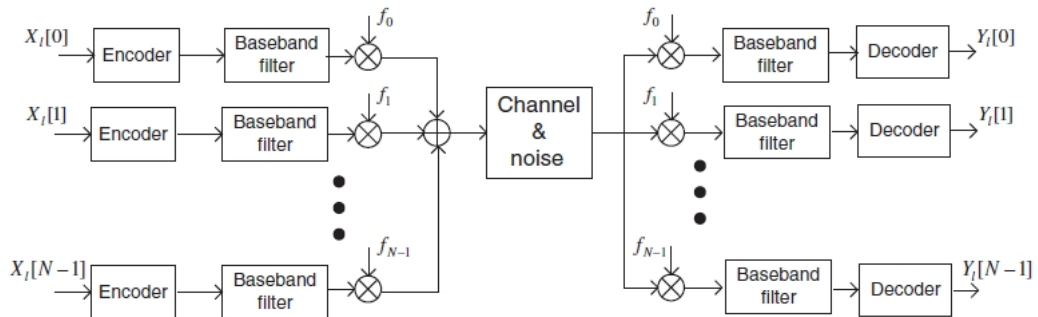 X_l[0]
Encoder
Baseband
filter
f_0
Channel
&
noise
f_0
Baseband
filter
Decoder
Y_l[0]
X_l[1]
Encoder
Baseband
filter
f_1
f_1
Baseband
filter
Decoder
Y_l[1]
X_l[N-1]
Encoder
Baseband
filter
f_{N-1}
f_{N-1}
Baseband
filter
Decoder
Y_l[N-1]